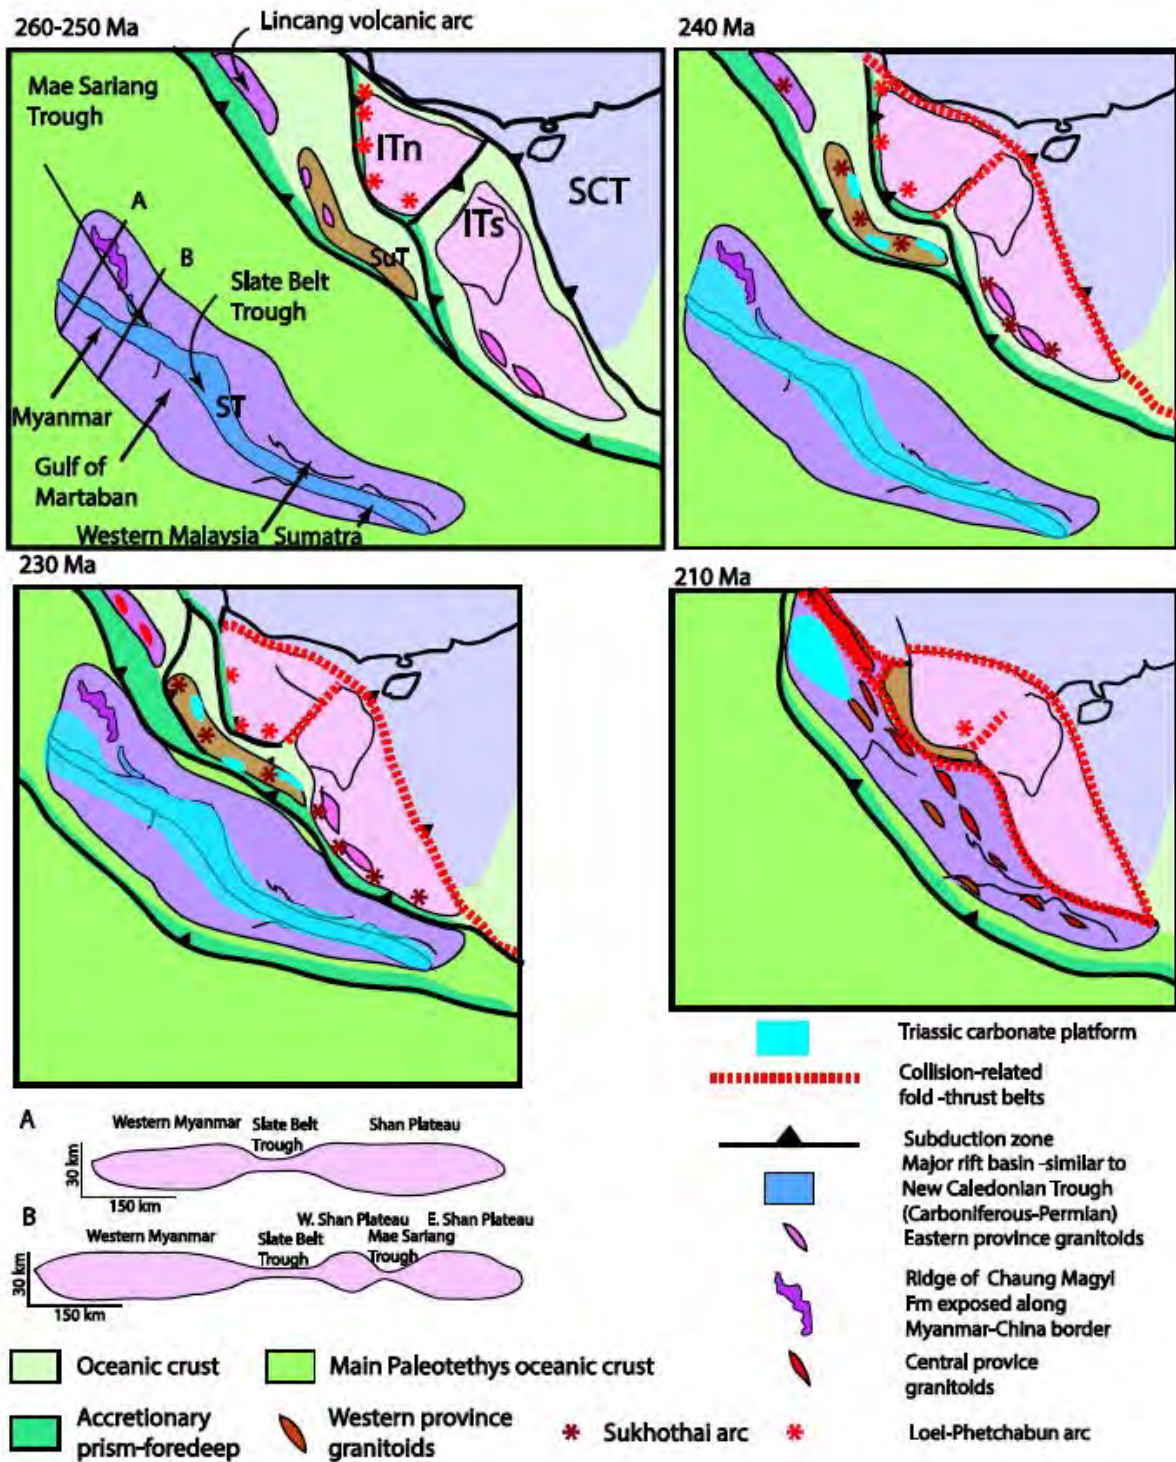 260-250 Ma
Lincang volcanic arc
Mae Sariang
Trough
ITn
SCT
A
ITs
B
SuT
Slate Belt
Trough
ST
Myanmar
Gulf of
Martaban
Western Malaysia
Sumatra
240 Ma
230 Ma
210 Ma
Triassic carbonate platform
Collision-related
fold -thrust belts
Subduction zone
Major rift basin -similar to
New Caledonian Trough
(Carboniferous-Permian)
Eastern province granitoids
Ridge of Chaung Magyi
Fm exposed along
Myanmar-China border
Central provice
granitoids
A
Western Myanmar
Slate Belt
Trough
Shan Plateau
30 km
150 km
B
Western Myanmar
Slate Belt
Trough
W. Shan Plateau
Mae Sariang
Trough
E. Shan Plateau
30 km
150 km
Oceanic crust
Main Paleotethys oceanic crust
Accretionary
prism-foredeep
Western province
granitoids
Sukhothai arc
Loei-Phetchabun arc